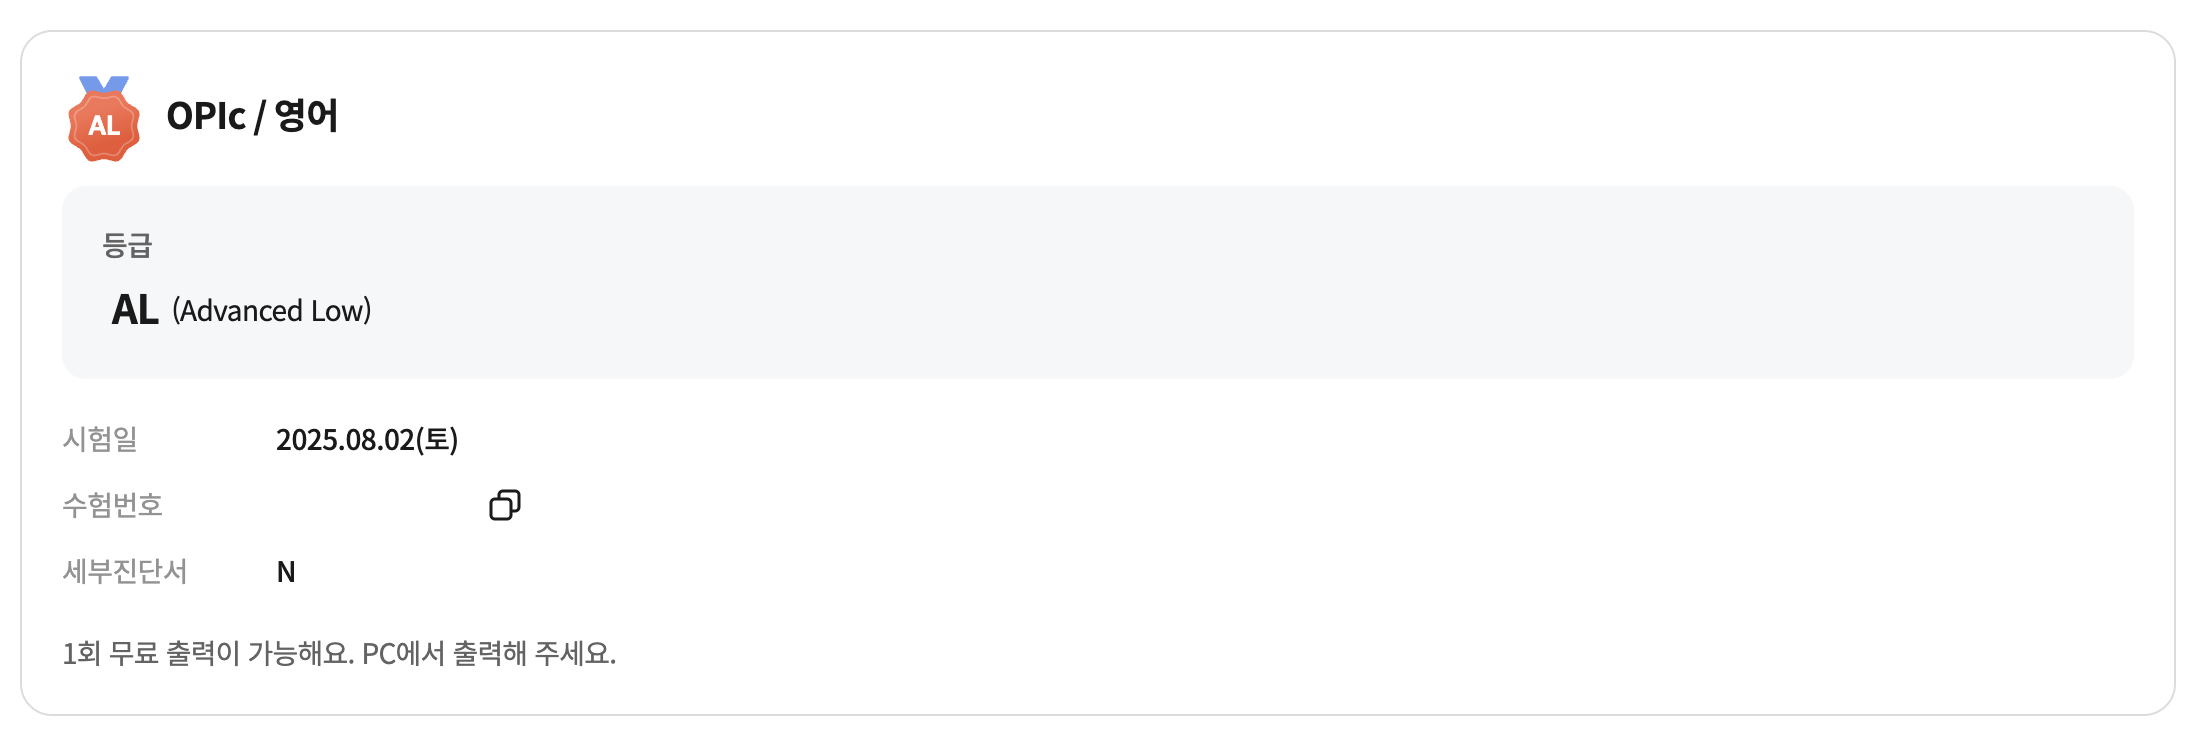 AL
OPIc / 영어
등급
AL (Advanced Low)
시험일 2025.08.02(토)
수험번호
세부진단서 N
1회 무료 출력이 가능해요. PC에서 출력해 주세요.